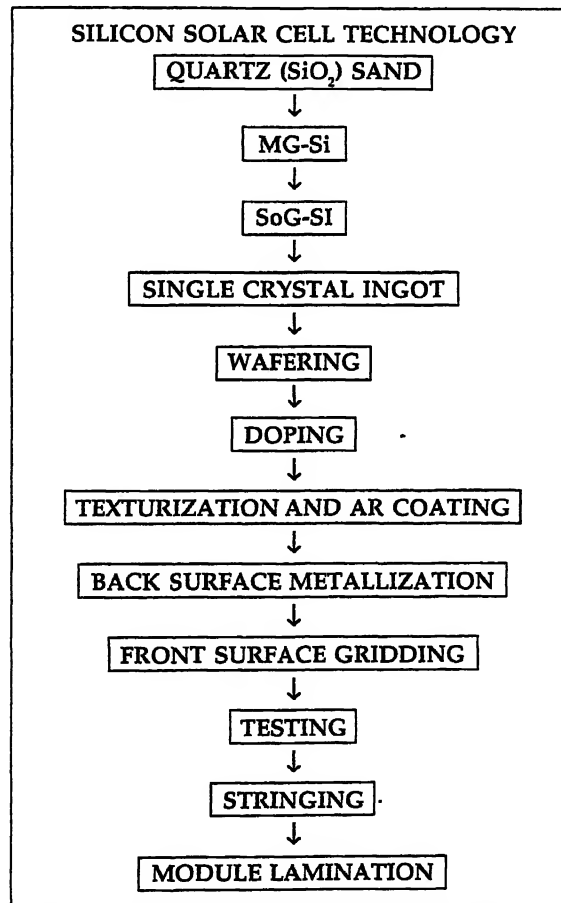 SILICON SOLAR CELL TECHNOLOGY
QUARTZ (SiO₂) SAND
↓
MG-Si
↓
SoG-SI
↓
SINGLE CRYSTAL INGOT
↓
WAFERING
↓
DOPING
↓
TEXTURIZATION AND AR COATING
↓
BACK SURFACE METALLIZATION
↓
FRONT SURFACE GRIDDING
↓
TESTING
↓
STRINGING
↓
MODULE LAMINATION